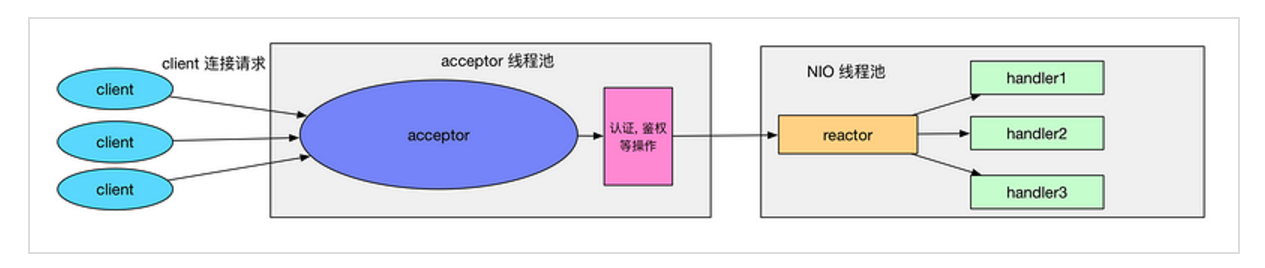 client 连接请求
client
client
client
acceptor 线程池
acceptor
认证, 鉴权
等操作
NIO 线程池
reactor
handler1
handler2
handler3